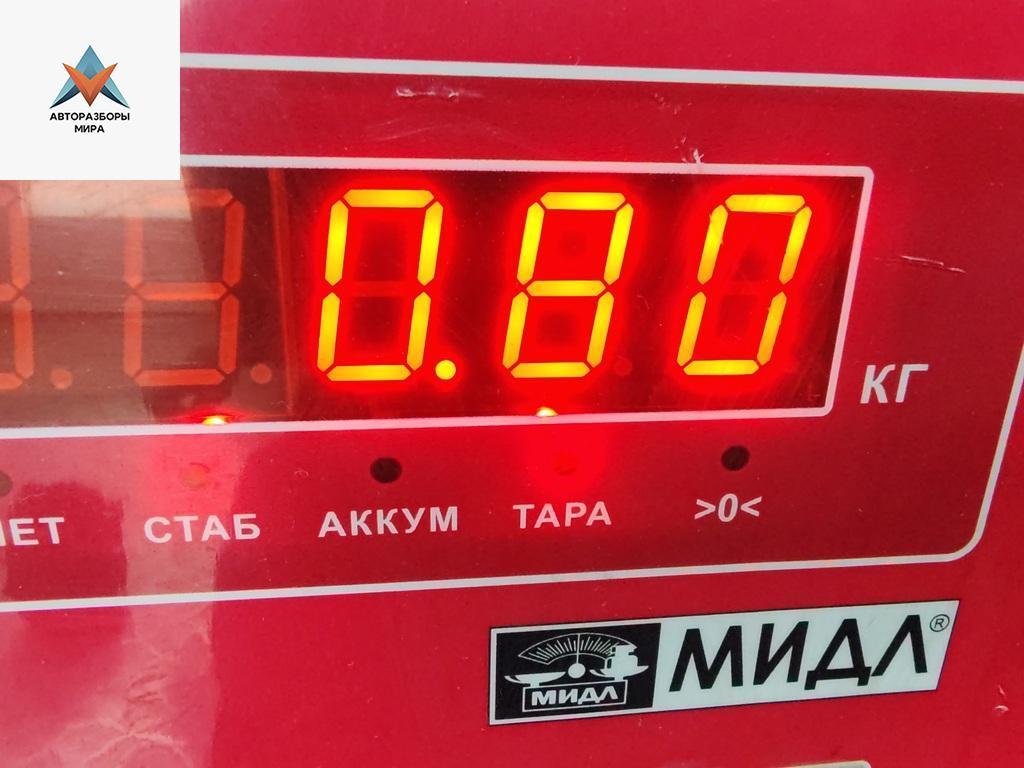 АВТОРАЗБОРЫ
МИРА
0.80
КГ
СТАБ АККУМ ТАРА >0<
МИДЛ МИДЛ®